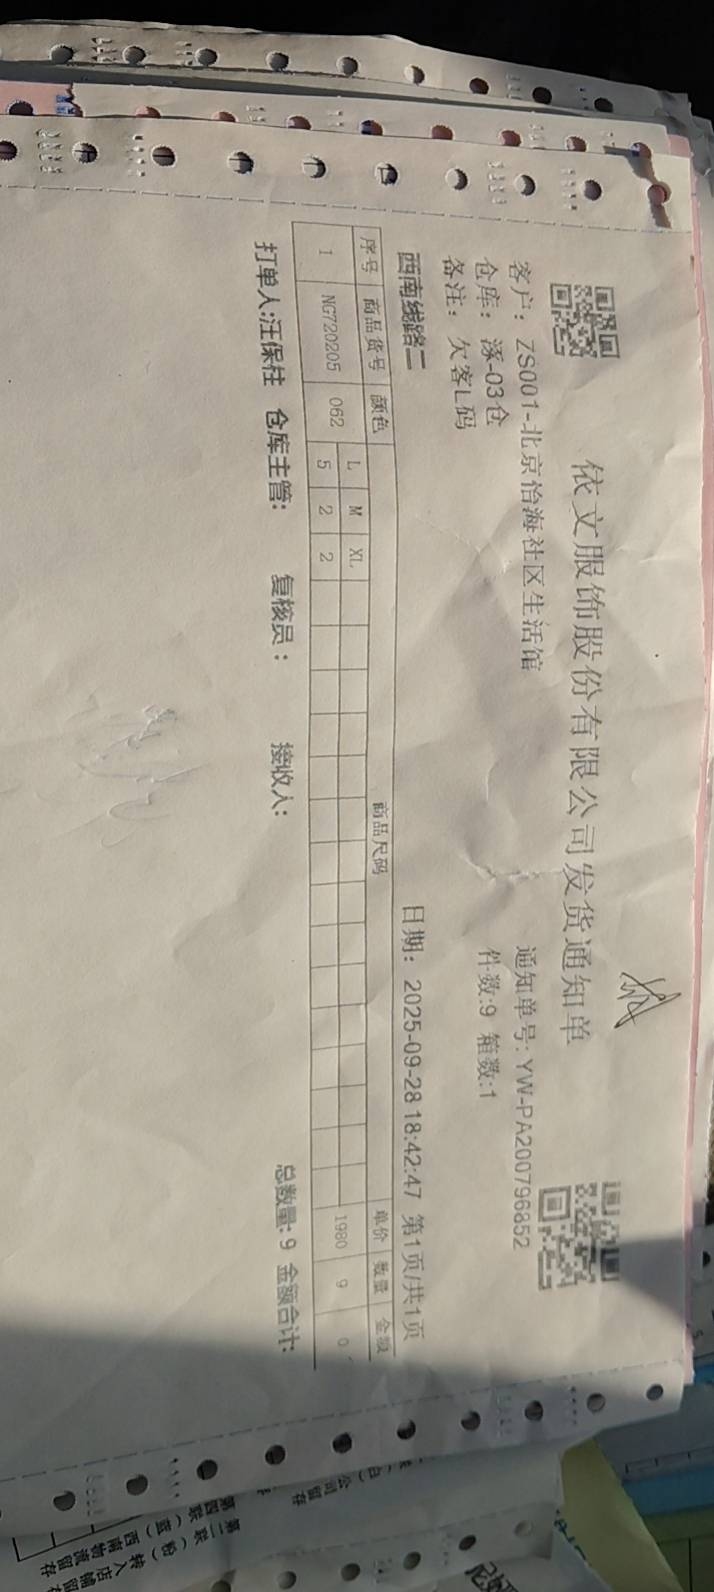 依文服饰股份有限公司发货通知单
客户：ZS001-北京怡海社区生活馆 通知单号：YW-PA200796852
仓库：涿-03仓 件数:9 箱数:1
备注：欠客L码
西南线路二 日期：2025-09-28 18:42:47 第1页/共1页
序号 商品货号 颜色 商品尺码 单价 数量 金额
L M XL
1 NG720205 062 5 2 2 1980 9 0
打单人:汪保柱 仓库主管: 复核员： 接收人: 总数量: 9 金额合计: